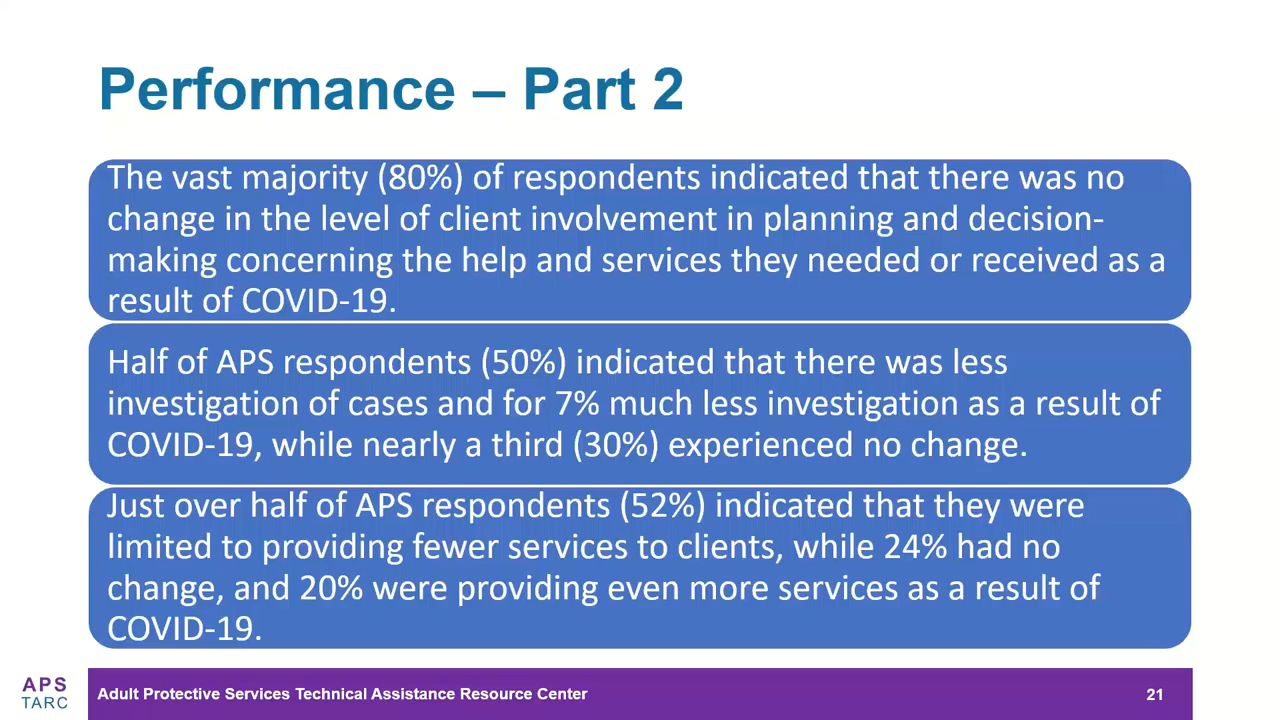 Performance – Part 2
The vast majority (80%) of respondents indicated that there was no
change in the level of client involvement in planning and decision-
making concerning the help and services they needed or received as a
result of COVID-19.
Half of APS respondents (50%) indicated that there was less
investigation of cases and for 7% much less investigation as a result of
COVID-19, while nearly a third (30%) experienced no change.
Just over half of APS respondents (52%) indicated that they were
limited to providing fewer services to clients, while 24% had no
change, and 20% were providing even more services as a result of
COVID-19.
APS
TARC
Adult Protective Services Technical Assistance Resource Center
21